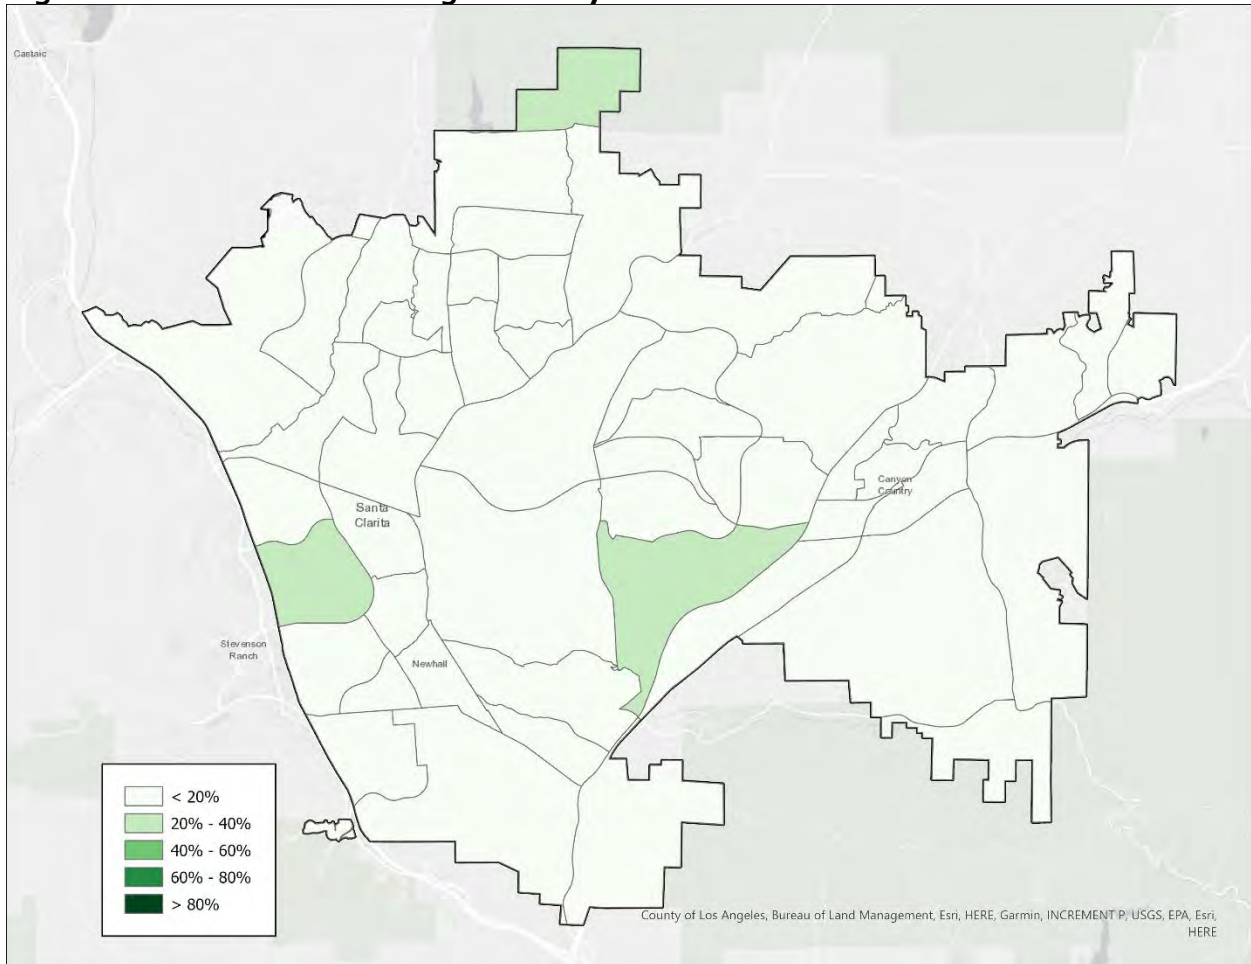 Castaic
Santa
Clarita
Canyon
Country
Stevenson
Ranch
Newhall
< 20%
20% - 40%
40% - 60%
60% - 80%
> 80%
County of Los Angeles, Bureau of Land Management, Esri, HERE, Garmin, INCREMENT P, USGS, EPA, Esri,
HERE